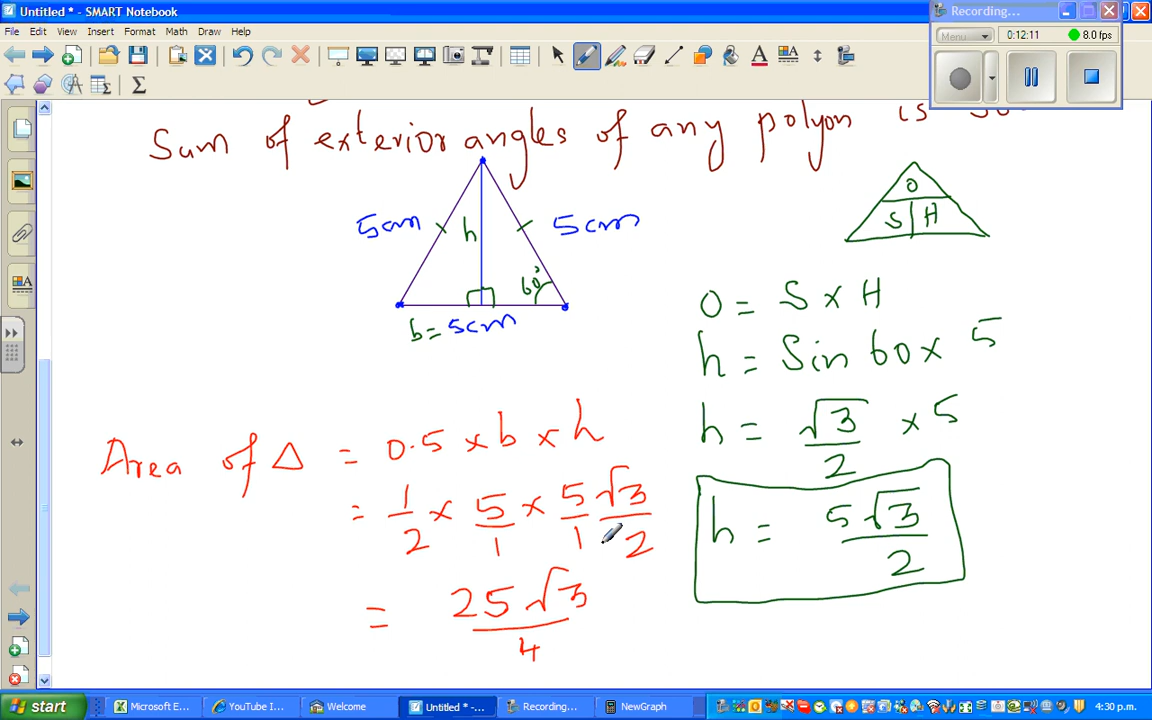 Untitled * - SMART Notebook
Recording...
File Edit View Insert Format Math Draw Help
Menu
0:12:11 8.0 fps
Sum of exterior angles of any polyon is
5cm
h
5cm
60°
b = 5cm
O
S H
O = S x H
h = Sin 60 x 5
h = √3/2 x 5
h = 5√3/2
Area of Δ = 0.5 x b x h
= 1/2 x 5/1 x 5/1 √3/2
= 25√3/4
start
Microsoft E...
YouTube I...
Welcome
Untitled * -...
Recording...
NewGraph
4:30 p.m.